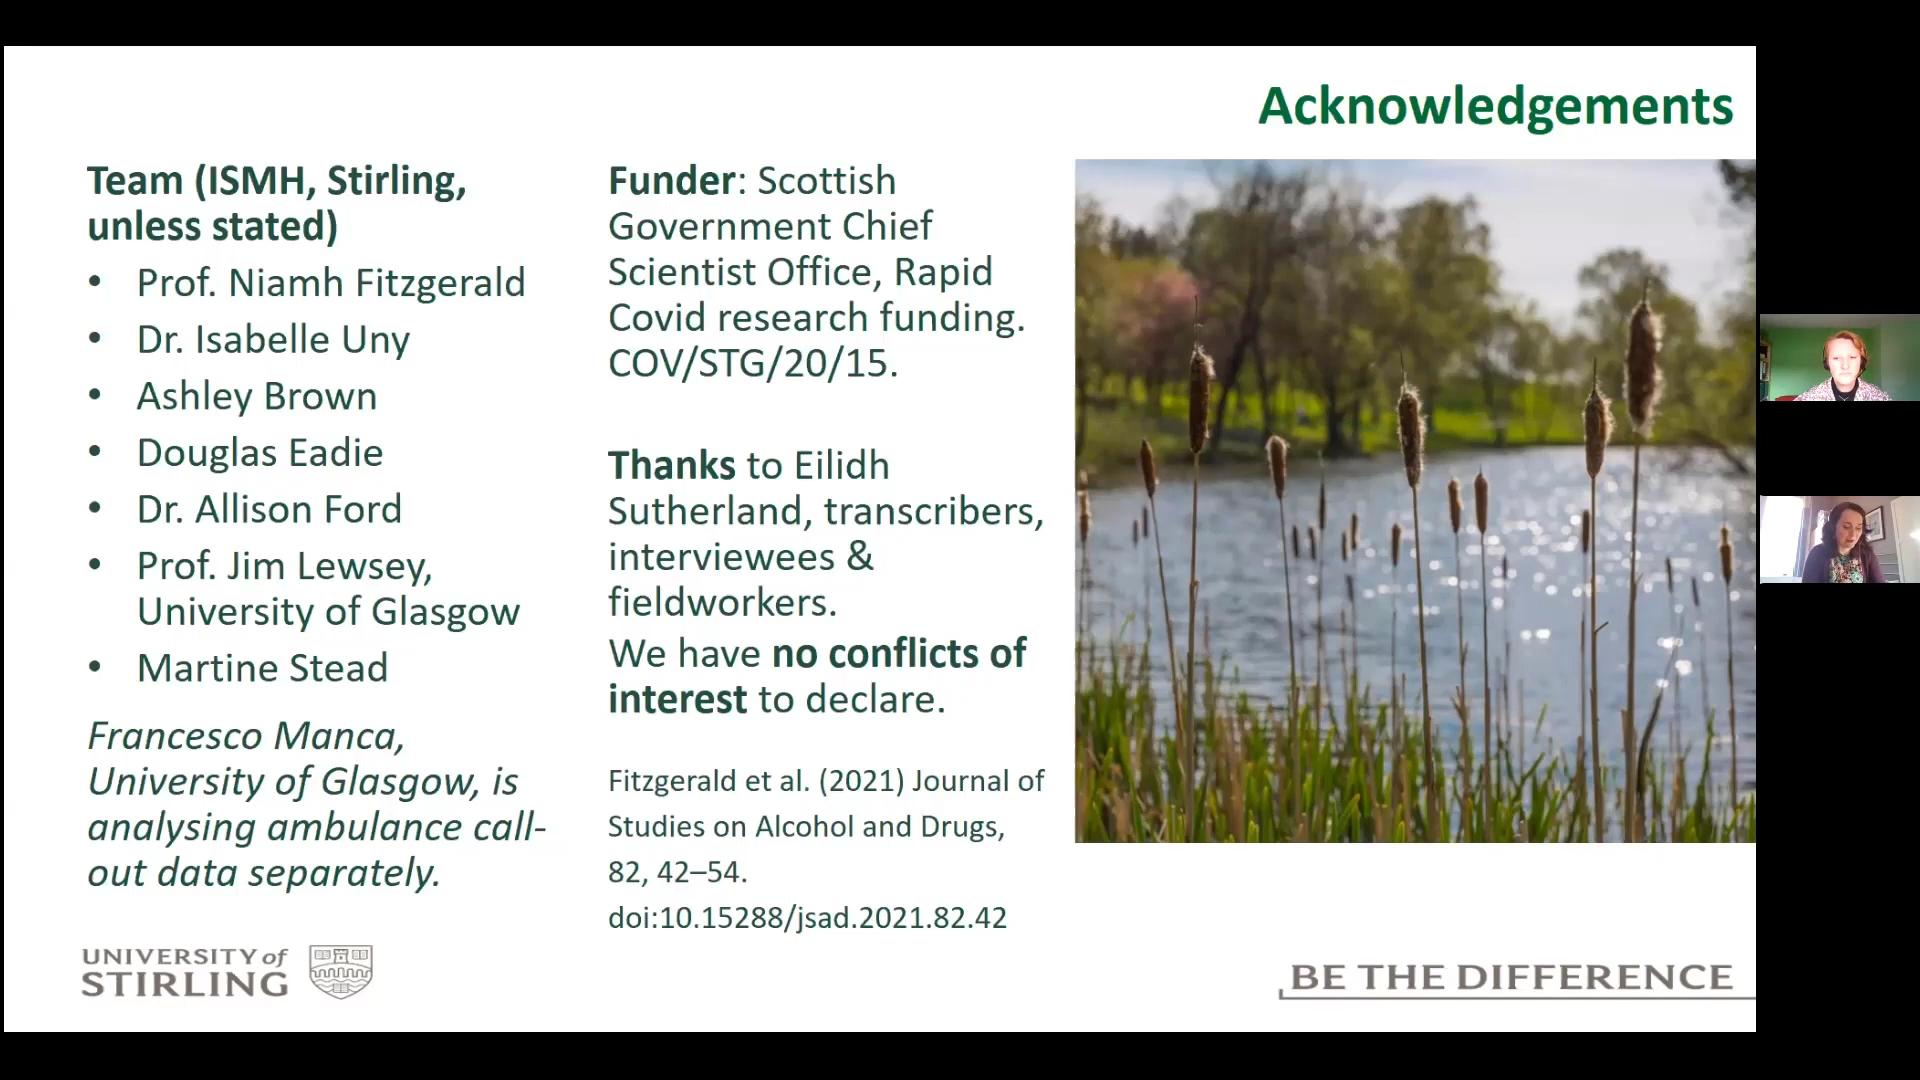 Acknowledgements
Team (ISMH, Stirling,
unless stated)
• Prof. Niamh Fitzgerald
• Dr. Isabelle Uny
• Ashley Brown
• Douglas Eadie
• Dr. Allison Ford
• Prof. Jim Lewsey,
University of Glasgow
• Martine Stead
Francesco Manca,
University of Glasgow, is
analysing ambulance call-
out data separately.
Funder: Scottish
Government Chief
Scientist Office, Rapid
Covid research funding.
COV/STG/20/15.
Thanks to Eilidh
Sutherland, transcribers,
interviewees &
fieldworkers.
We have no conflicts of
interest to declare.
Fitzgerald et al. (2021) Journal of
Studies on Alcohol and Drugs,
82, 42–54.
doi:10.15288/jsad.2021.82.42
UNIVERSITY of
STIRLING
BE THE DIFFERENCE